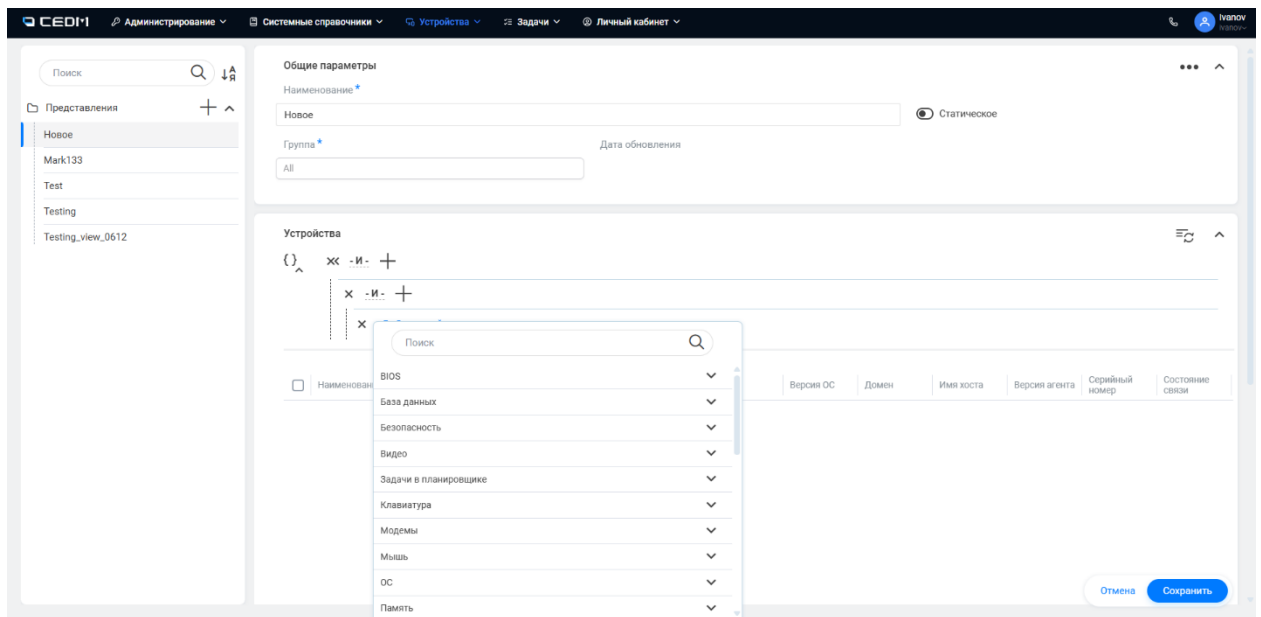 CEDM Администрирование Системные справочники Устройства Задачи Личный кабинет Ivanov
Ivanov
Поиск
Представления
Новое
Mark133
Test
Testing
Testing_view_0612
Общие параметры
Наименование *
Новое
Статическое
Группа * Дата обновления
All
Устройства
{} -И-
-И-
Поиск
BIOS
База данных
Безопасность
Видео
Задачи в планировщике
Клавиатура
Модемы
Мышь
ОС
Память
Версия ОС Домен Имя хоста Версия агента Серийный номер Состояние связи
Отмена Сохранить